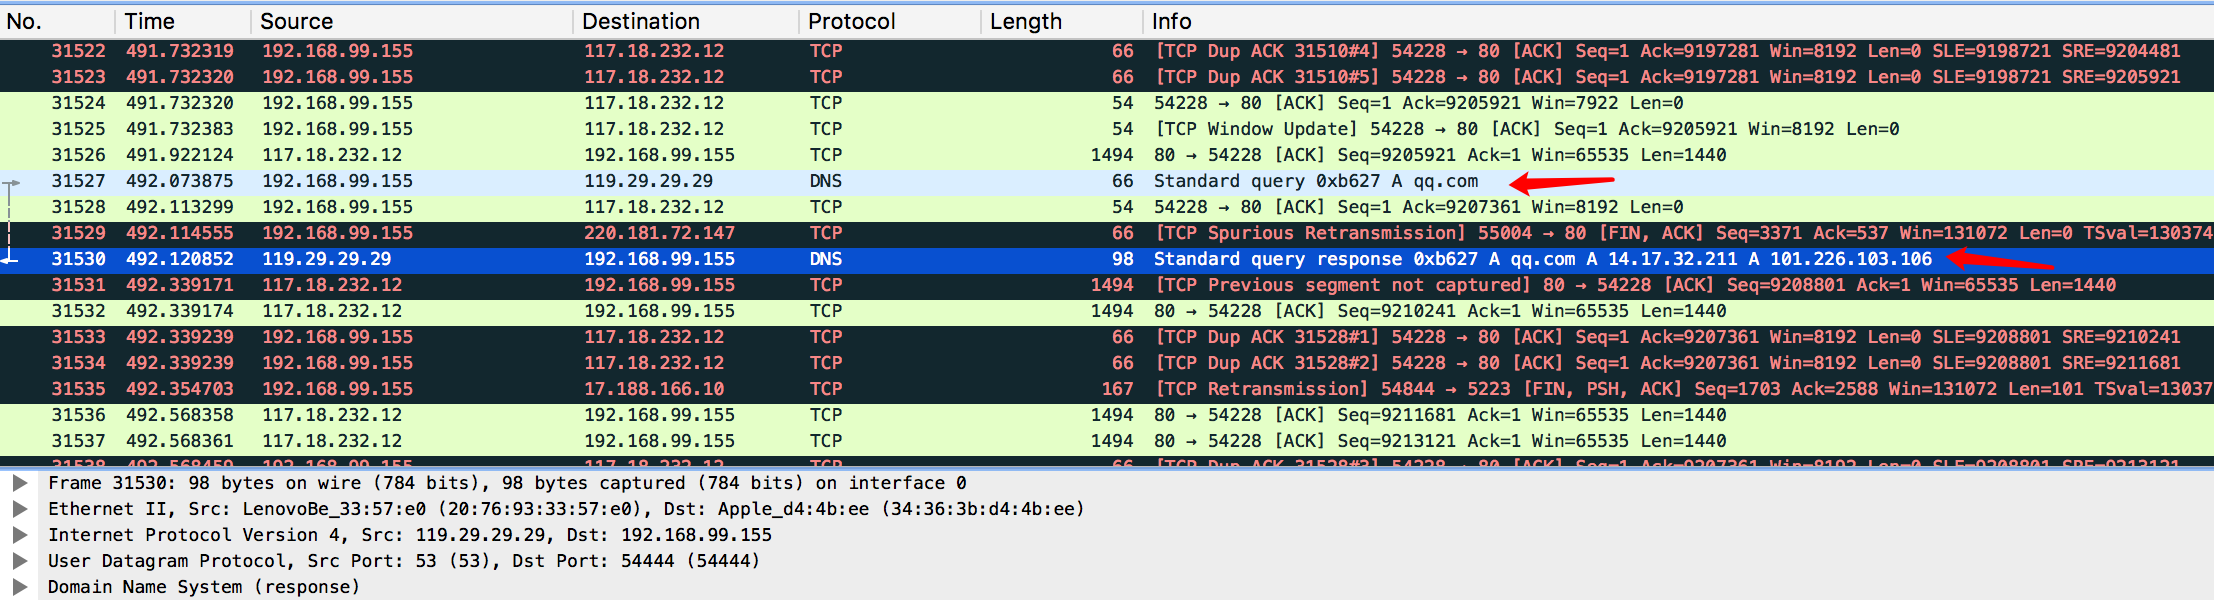 No. Time Source Destination Protocol Length Info
31522 491.732319 192.168.99.155 117.18.232.12 TCP 66 [TCP Dup ACK 31510#4] 54228 → 80 [ACK] Seq=1 Ack=9197281 Win=8192 Len=0 SLE=9198721 SRE=9204481
31523 491.732320 192.168.99.155 117.18.232.12 TCP 66 [TCP Dup ACK 31510#5] 54228 → 80 [ACK] Seq=1 Ack=9197281 Win=8192 Len=0 SLE=9198721 SRE=9205921
31524 491.732320 192.168.99.155 117.18.232.12 TCP 54 54228 → 80 [ACK] Seq=1 Ack=9205921 Win=7922 Len=0
31525 491.732383 192.168.99.155 117.18.232.12 TCP 54 [TCP Window Update] 54228 → 80 [ACK] Seq=1 Ack=9205921 Win=8192 Len=0
31526 491.922124 117.18.232.12 192.168.99.155 TCP 1494 80 → 54228 [ACK] Seq=9205921 Ack=1 Win=65535 Len=1440
31527 492.073875 192.168.99.155 119.29.29.29 DNS 66 Standard query 0xb627 A qq.com
31528 492.113299 192.168.99.155 117.18.232.12 TCP 54 54228 → 80 [ACK] Seq=1 Ack=9207361 Win=8192 Len=0
31529 492.114555 192.168.99.155 220.181.72.147 TCP 66 [TCP Spurious Retransmission] 55004 → 80 [FIN, ACK] Seq=3371 Ack=537 Win=131072 Len=0 TSval=130374
31530 492.120852 119.29.29.29 192.168.99.155 DNS 98 Standard query response 0xb627 A qq.com A 14.17.32.211 A 101.226.103.106
31531 492.339171 117.18.232.12 192.168.99.155 TCP 1494 [TCP Previous segment not captured] 80 → 54228 [ACK] Seq=9208801 Ack=1 Win=65535 Len=1440
31532 492.339174 117.18.232.12 192.168.99.155 TCP 1494 80 → 54228 [ACK] Seq=9210241 Ack=1 Win=65535 Len=1440
31533 492.339239 192.168.99.155 117.18.232.12 TCP 66 [TCP Dup ACK 31528#1] 54228 → 80 [ACK] Seq=1 Ack=9207361 Win=8192 Len=0 SLE=9208801 SRE=9210241
31534 492.339239 192.168.99.155 117.18.232.12 TCP 66 [TCP Dup ACK 31528#2] 54228 → 80 [ACK] Seq=1 Ack=9207361 Win=8192 Len=0 SLE=9208801 SRE=9211681
31535 492.354703 192.168.99.155 17.188.166.10 TCP 167 [TCP Retransmission] 54844 → 5223 [FIN, PSH, ACK] Seq=1703 Ack=2588 Win=131072 Len=101 TSval=13037
31536 492.568358 117.18.232.12 192.168.99.155 TCP 1494 80 → 54228 [ACK] Seq=9211681 Ack=1 Win=65535 Len=1440
31537 492.568361 117.18.232.12 192.168.99.155 TCP 1494 80 → 54228 [ACK] Seq=9213121 Ack=1 Win=65535 Len=1440
Frame 31530: 98 bytes on wire (784 bits), 98 bytes captured (784 bits) on interface 0
Ethernet II, Src: LenovoBe_33:57:e0 (20:76:93:33:57:e0), Dst: Apple_d4:4b:ee (34:36:3b:d4:4b:ee)
Internet Protocol Version 4, Src: 119.29.29.29, Dst: 192.168.99.155
User Datagram Protocol, Src Port: 53 (53), Dst Port: 54444 (54444)
Domain Name System (response)